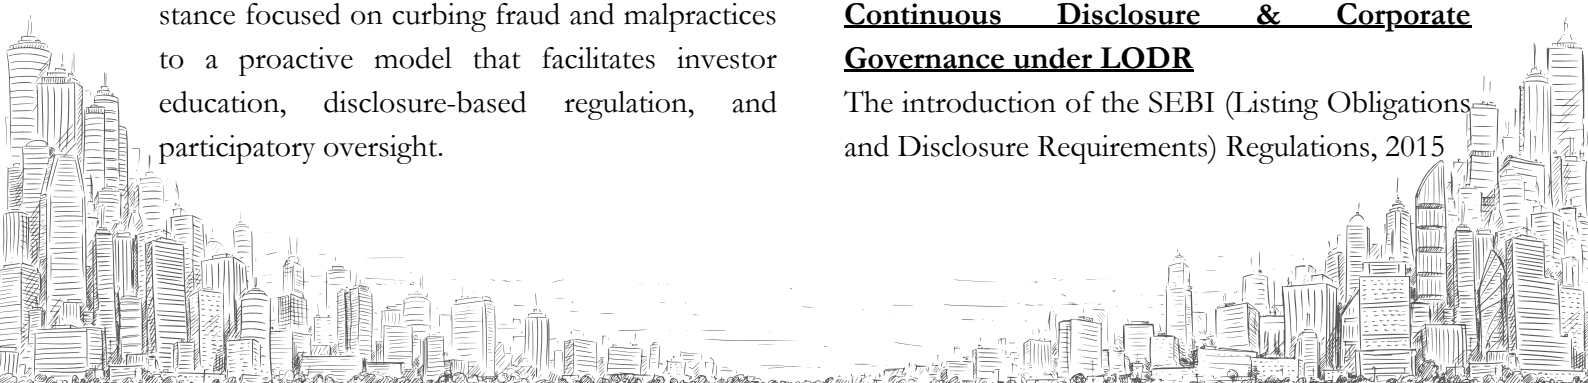 stance focused on curbing fraud and malpractices
to a proactive model that facilitates investor
education, disclosure-based regulation, and
participatory oversight.
Continuous Disclosure & Corporate
Governance under LODR
The introduction of the SEBI (Listing Obligations
and Disclosure Requirements) Regulations, 2015